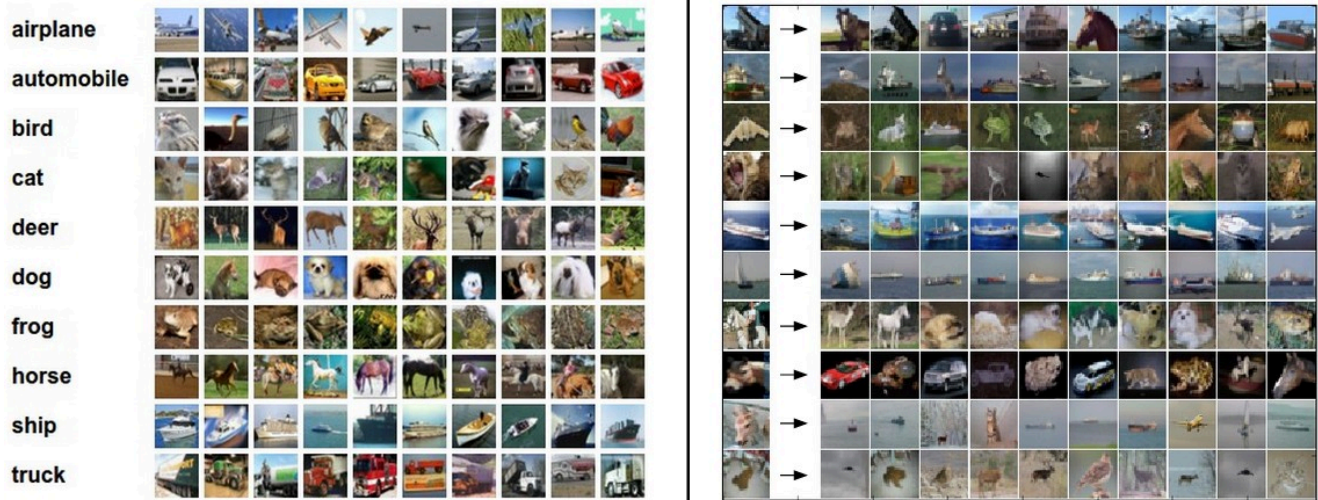 airplane
automobile
bird
cat
deer
dog
frog
horse
ship
truck